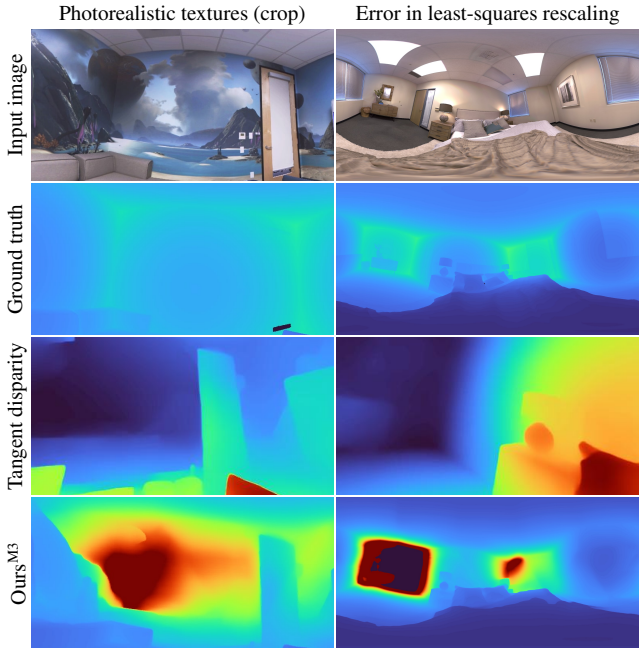 Photorealistic textures (crop)
Error in least-squares rescaling
Input image
Ground truth
Tangent disparity
Ours^M3